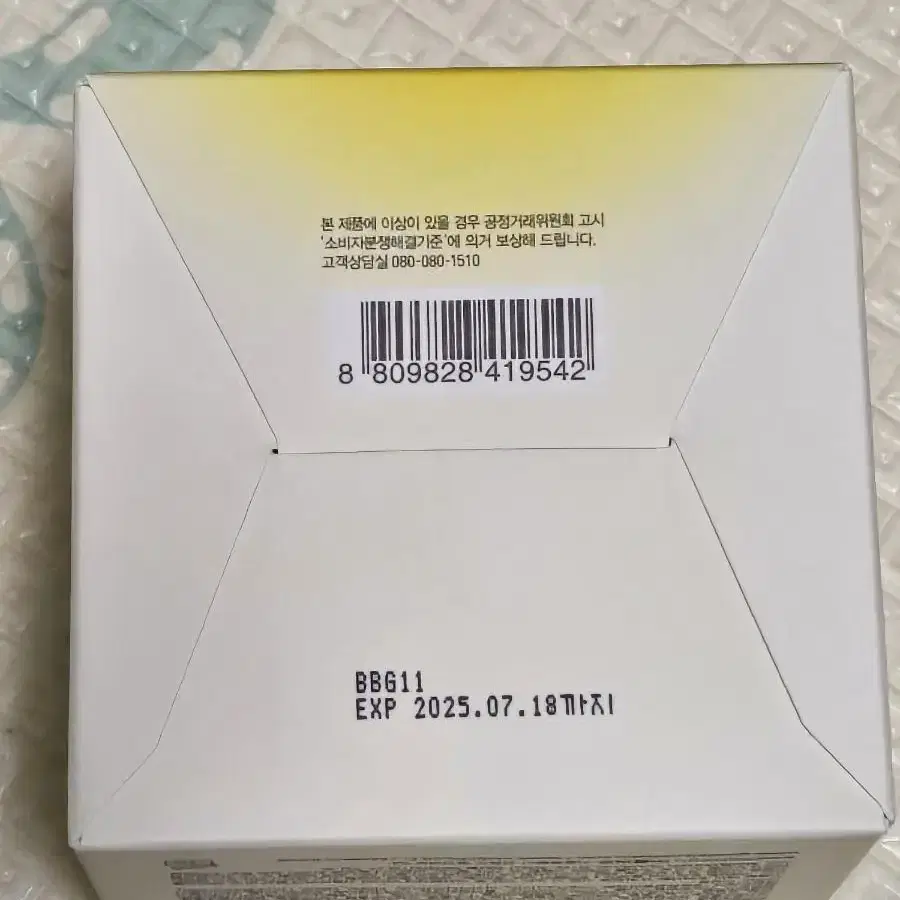 본 제품에 이상이 있을 경우 공정거래위원회 고시
'소비자분쟁해결기준'에 의거 보상해 드립니다.
고객상담실 080-080-1510
8 809828 419542
BBG11
EXP 2025.07.18까지